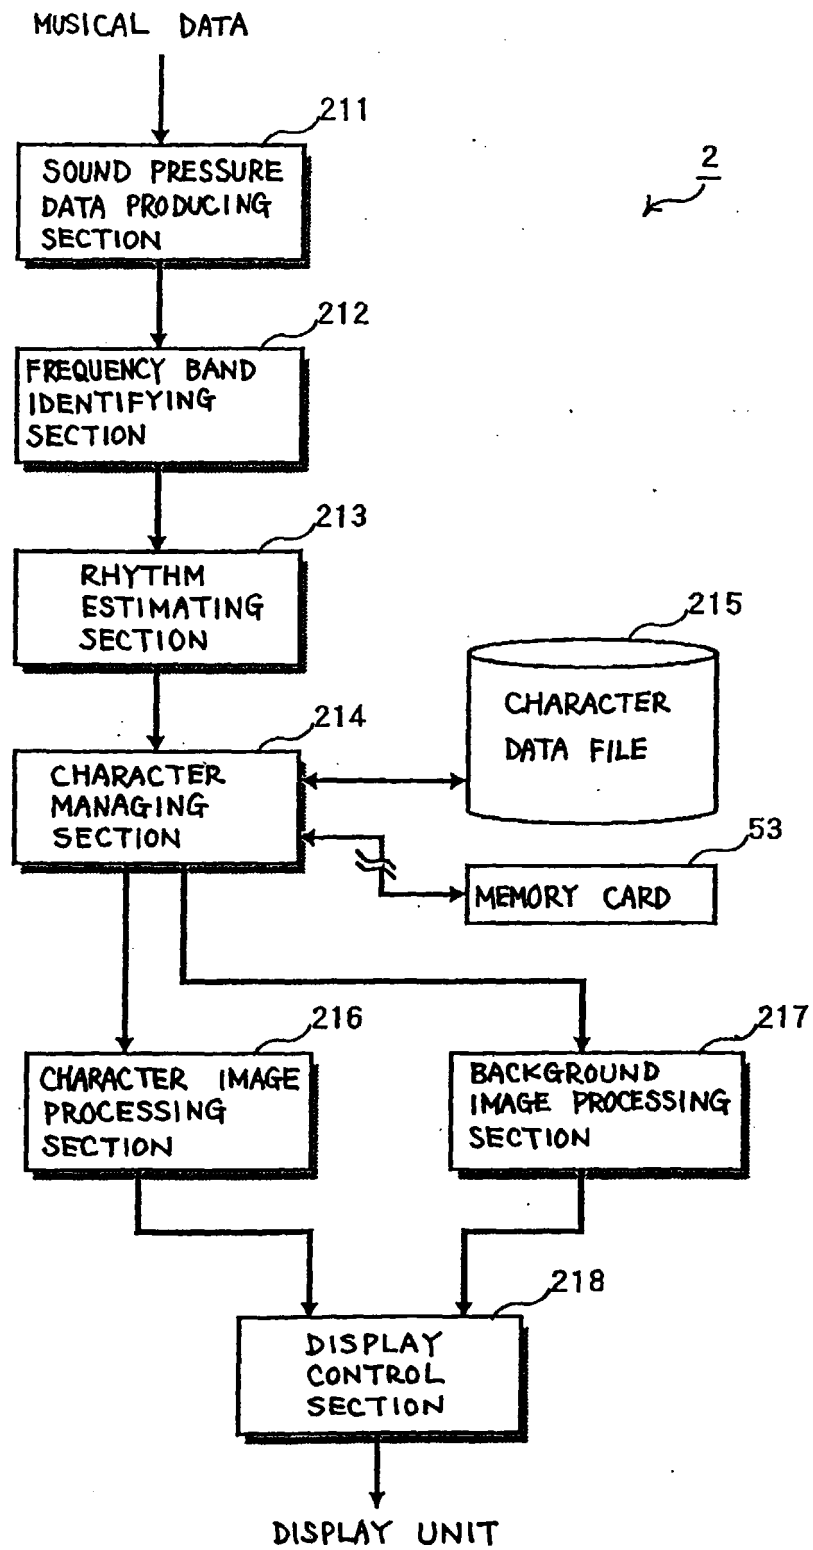 MUSICAL DATA
211
SOUND PRESSURE
DATA PRODUCING
SECTION
2
212
FREQUENCY BAND
IDENTIFYING
SECTION
213
RHYTHM
ESTIMATING
SECTION
215
CHARACTER
DATA FILE
214
CHARACTER
MANAGING
SECTION
53
MEMORY CARD
216
CHARACTER IMAGE
PROCESSING
SECTION
217
BACKGROUND
IMAGE PROCESSING
SECTION
218
DISPLAY
CONTROL
SECTION
DISPLAY UNIT